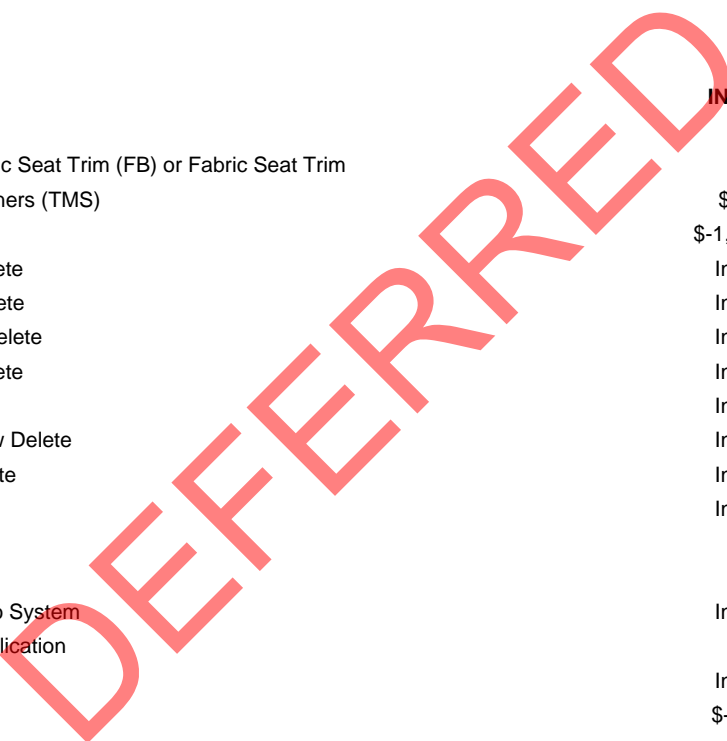 IN
c Seat Trim (FB) or Fabric Seat Trim
ners (TMS) $
$-1,
ete In
ete In
elete In
ete In
In
v Delete In
te In
In
o System In
lication
In
$-
DEFERRED